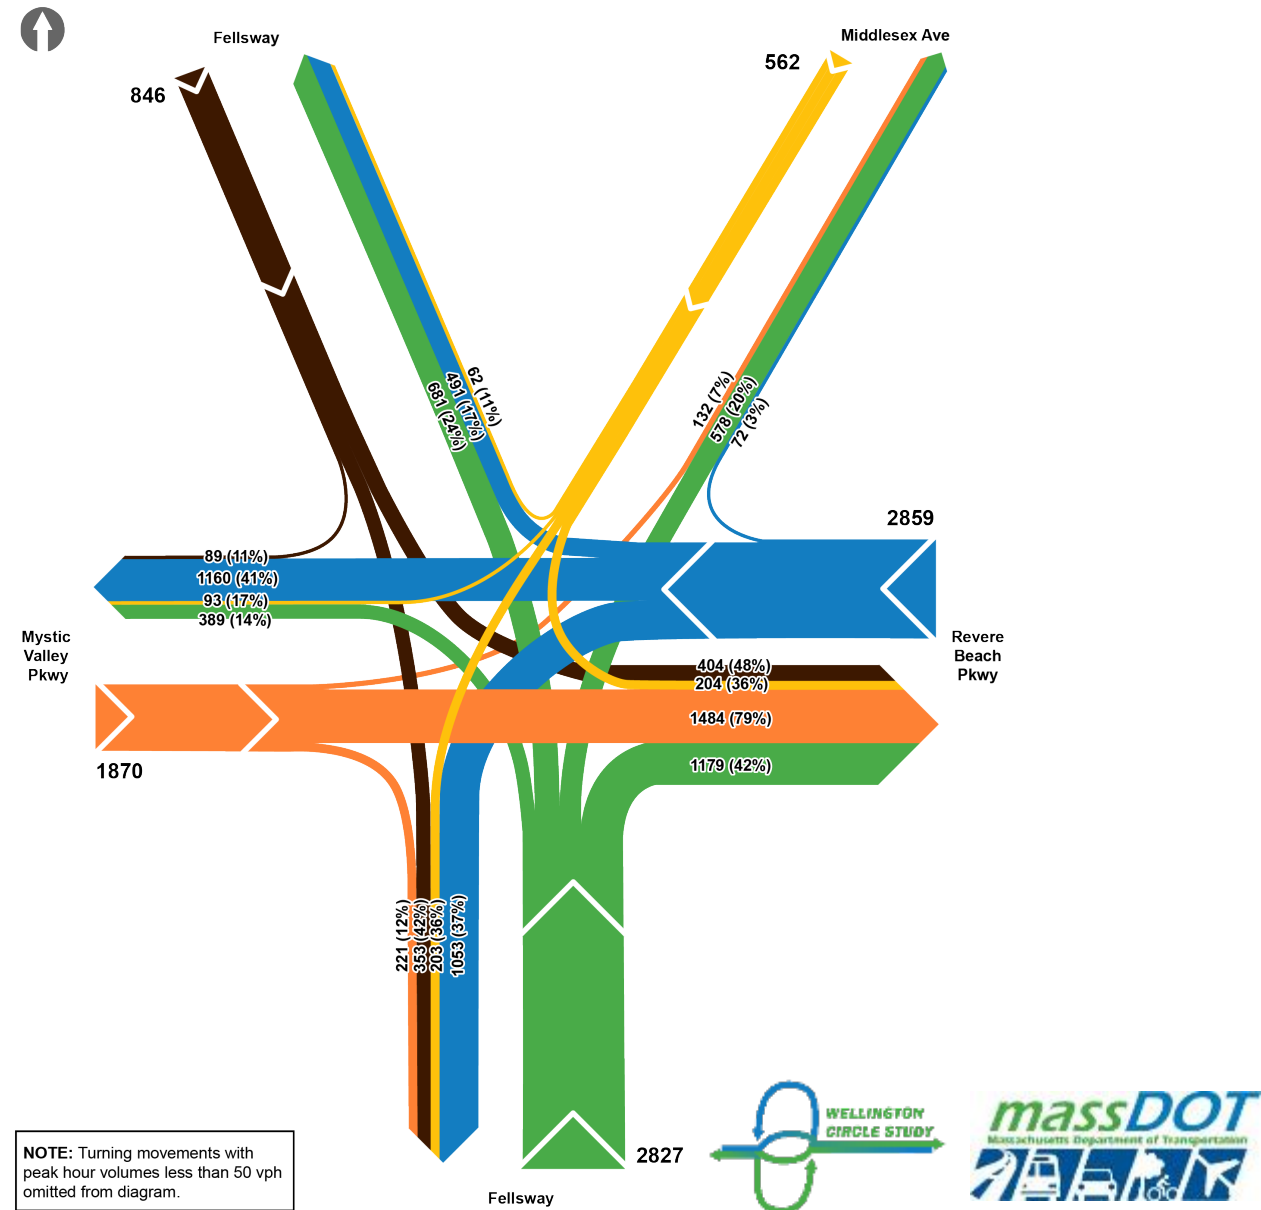 Fellsway
Middlesex Ave
562
846
62 (11%)
491 (17%)
681 (24%)
132 (7%)
578 (20%)
72 (3%)
2859
89 (11%)
1160 (41%)
93 (17%)
389 (14%)
Mystic
Valley
Pkwy
Revere
Beach
Pkwy
404 (48%)
204 (36%)
1484 (79%)
1179 (42%)
1870
221 (12%)
353 (42%)
203 (36%)
1053 (37%)
2827
Fellsway
NOTE: Turning movements with
peak hour volumes less than 50 vph
omitted from diagram.
WELLINGTON
CIRCLE STUDY
massDOT
Massachusetts Department of Transportation